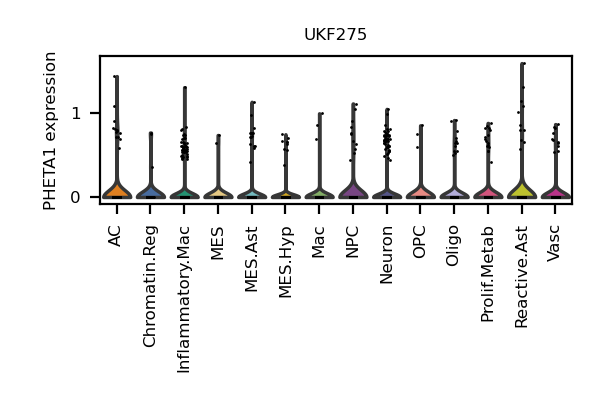 UKF275
PHETA1 expression
1
0
AC
Chromatin.Reg
Inflammatory.Mac
MES
MES.Ast
MES.Hyp
Mac
NPC
Neuron
OPC
Oligo
Prolif.Metab
Reactive.Ast
Vasc